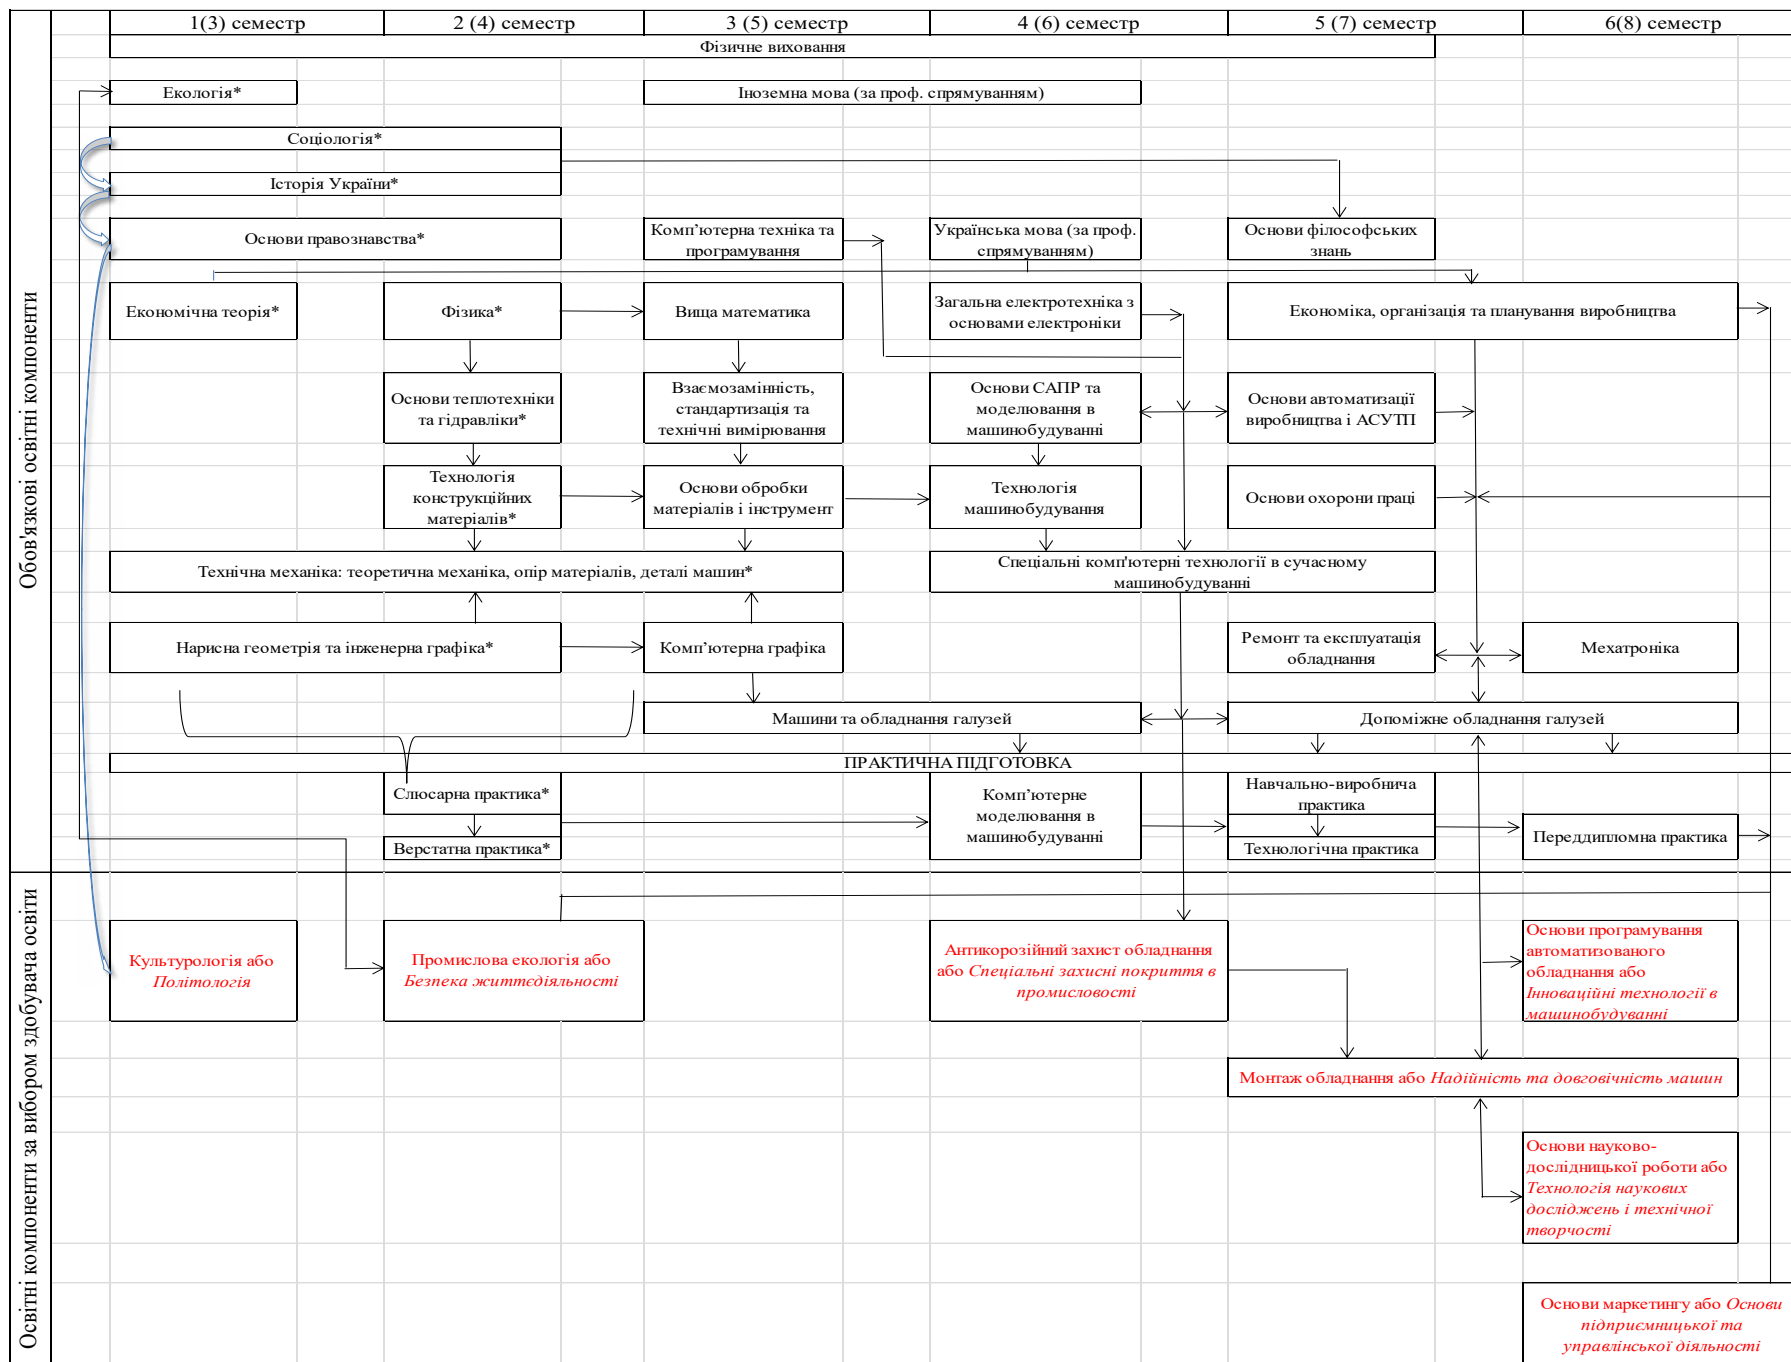 1(3) семестр
2 (4) семестр
3 (5) семестр
4 (6) семестр
5 (7) семестр
6(8) семестр
Обов'язкові освітні компоненти
Фізичне виховання
Екологія*
Іноземна мова (за проф. спрямуванням)
Соціологія*
Історія України*
Основи правознавства*
Комп’ютерна техніка та
програмування
Українська мова (за проф.
спрямуванням)
Основи філософських
знань
Економічна теорія*
Фізика*
Вища математика
Загальна електротехніка з
основами електроніки
Економіка, організація та планування виробництва
Основи теплотехніки
та гідравліки*
Взаємозамінність,
стандартизація та
технічні вимірювання
Основи САПР та
моделювання в
машинобудуванні
Основи автоматизації
виробництва і АСУТП
Технологія
конструкційних
матеріалів*
Основи обробки
матеріалів і інструмент
Технологія
машинобудування
Основи охорони праці
Технічна механіка: теоретична механіка, опір матеріалів, деталі машин*
Спеціальні комп'ютерні технології в сучасному
машинобудуванні
Нарисна геометрія та інженерна графіка*
Комп’ютерна графіка
Ремонт та експлуатація
обладнання
Мехатроніка
Машини та обладнання галузей
Допоміжне обладнання галузей
ПРАКТИЧНА ПІДГОТОВКА
Слюсарна практика*
Верстатна практика*
Комп’ютерне
моделювання в
машинобудуванні
Навчально-виробнича
практика
Технологічна практика
Переддипломна практика
Освітні компоненти за вибором здобувача освіти
Культурологія або
Політологія
Промислова екологія або
Безпека життєдіяльності
Антикорозійний захист обладнання
або Спеціальні захисні покриття в
промисловості
Основи програмування
автоматизованого
обладнання або
Інноваційні технології в
машинобудуванні
Монтаж обладнання або Надійність та довговічність машин
Основи науково-
дослідницької роботи або
Технологія наукових
досліджень і технічної
творчості
Основи маркетингу або Основи
підприємницької та
управлінської діяльності